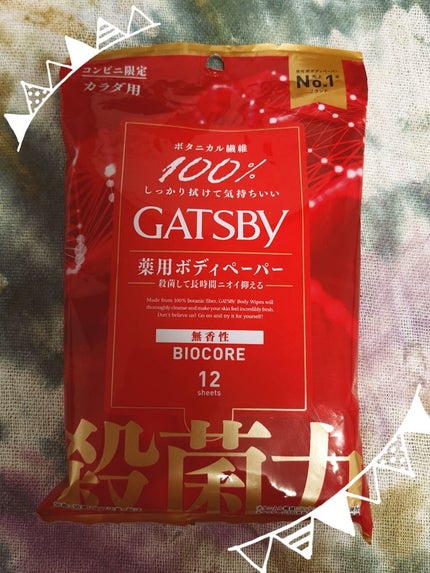 コンビニ限定
カラダ用
No.1
ボタニカル繊維
100%
しっかり拭けて気持ちいい
GATSBY
薬用ボディペーパー
殺菌して長時間ニオイ抑える
Made from 100% botanic fiber, GATSBY Body Wipes will
thoroughly cleanse and make your skin feel incredibly fresh.
Don't believe us? Go on and try it for yourself!
無香性
BIOCORE
12
sheets
殺菌力